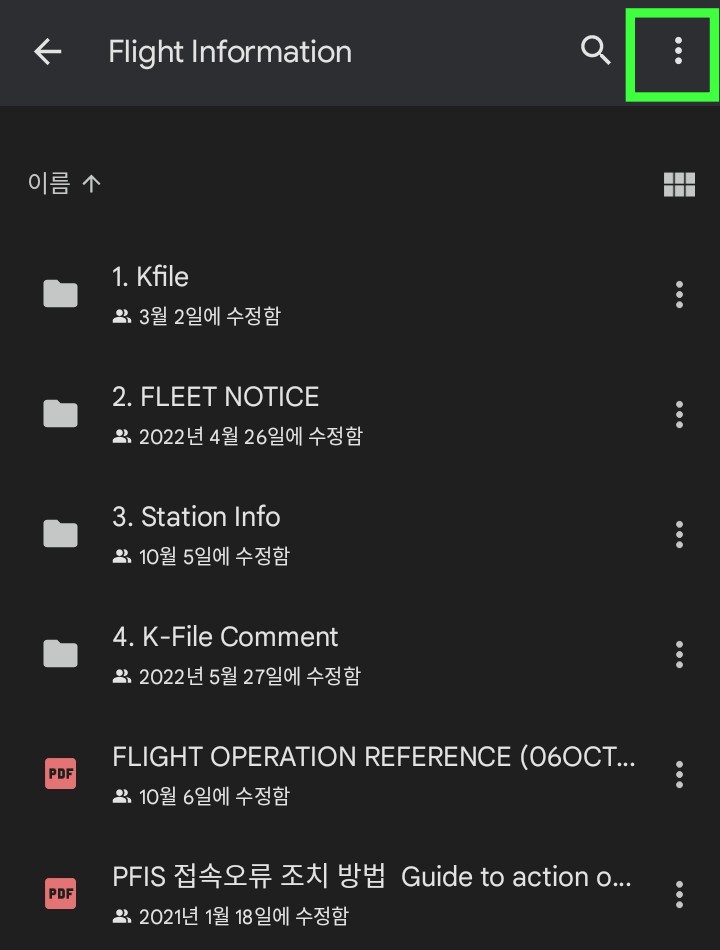 Flight Information
이름
1. Kfile
3월 2일에 수정함
2. FLEET NOTICE
2022년 4월 26일에 수정함
3. Station Info
10월 5일에 수정함
4. K-File Comment
2022년 5월 27일에 수정함
PDF
FLIGHT OPERATION REFERENCE (06OCT...
10월 6일에 수정함
PDF
PFIS 접속오류 조치 방법  Guide to action o...
2021년 1월 18일에 수정함